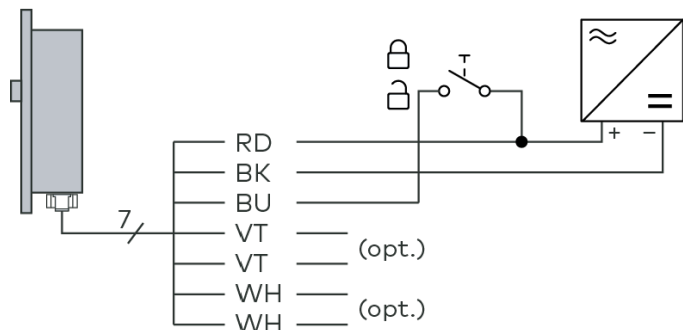 + −
RD
BK
7
BU
VT
(opt.)
VT
WH
(opt.)
WH